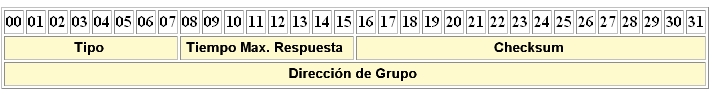 00 01 02 03 04 05 06 07 08 09 10 11 12 13 14 15 16 17 18 19 20 21 22 23 24 25 26 27 28 29 30 31
Tipo Tiempo Max. Respuesta Checksum
Dirección de Grupo